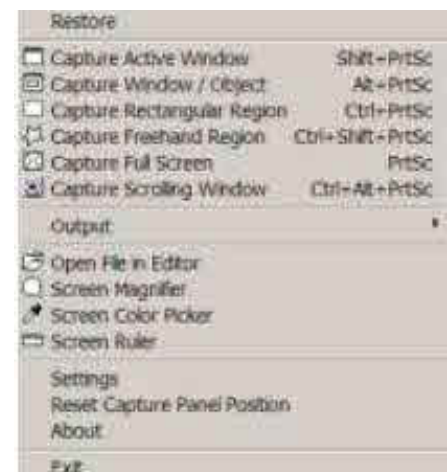 Restore
Capture Active Window Shift+PrtSc
Capture Window / Object Alt+PrtSc
Capture Rectangular Region Ctrl+PrtSc
Capture Freehand Region Ctrl+Shift+PrtSc
Capture Full Screen PrtSc
Capture Scrolling Window Ctrl+Alt+PrtSc
Output
Open File in Editor
Screen Magnifier
Screen Color Picker
Screen Ruler
Settings
Reset Capture Panel Position
About
Exit